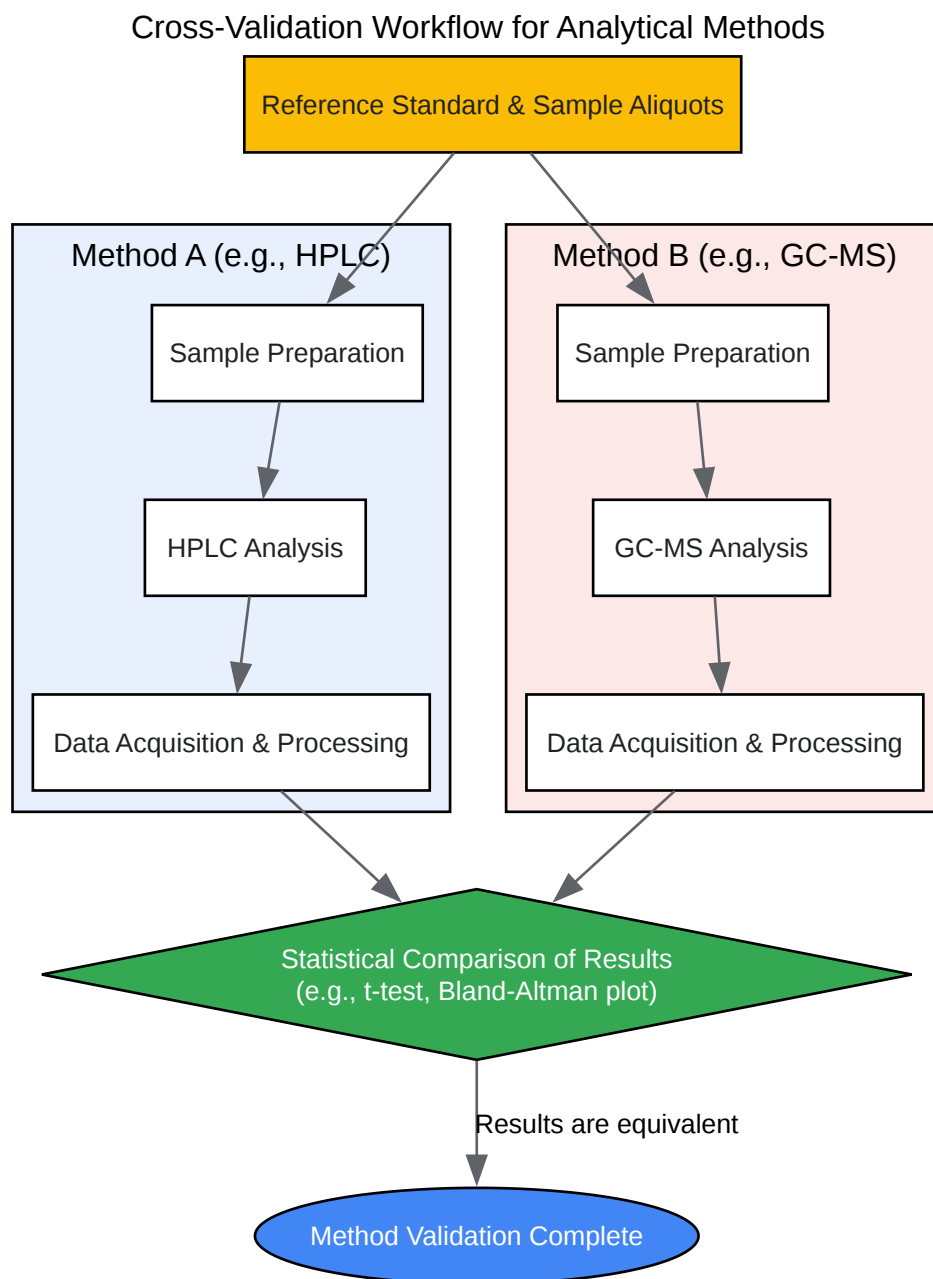 Cross-Validation Workflow for Analytical Methods
Reference Standard & Sample Aliquots
Method A (e.g., HPLC)
Sample Preparation
HPLC Analysis
Data Acquisition & Processing
Method B (e.g., GC-MS)
Sample Preparation
GC-MS Analysis
Data Acquisition & Processing
Statistical Comparison of Results
(e.g., t-test, Bland-Altman plot)
Results are equivalent
Method Validation Complete